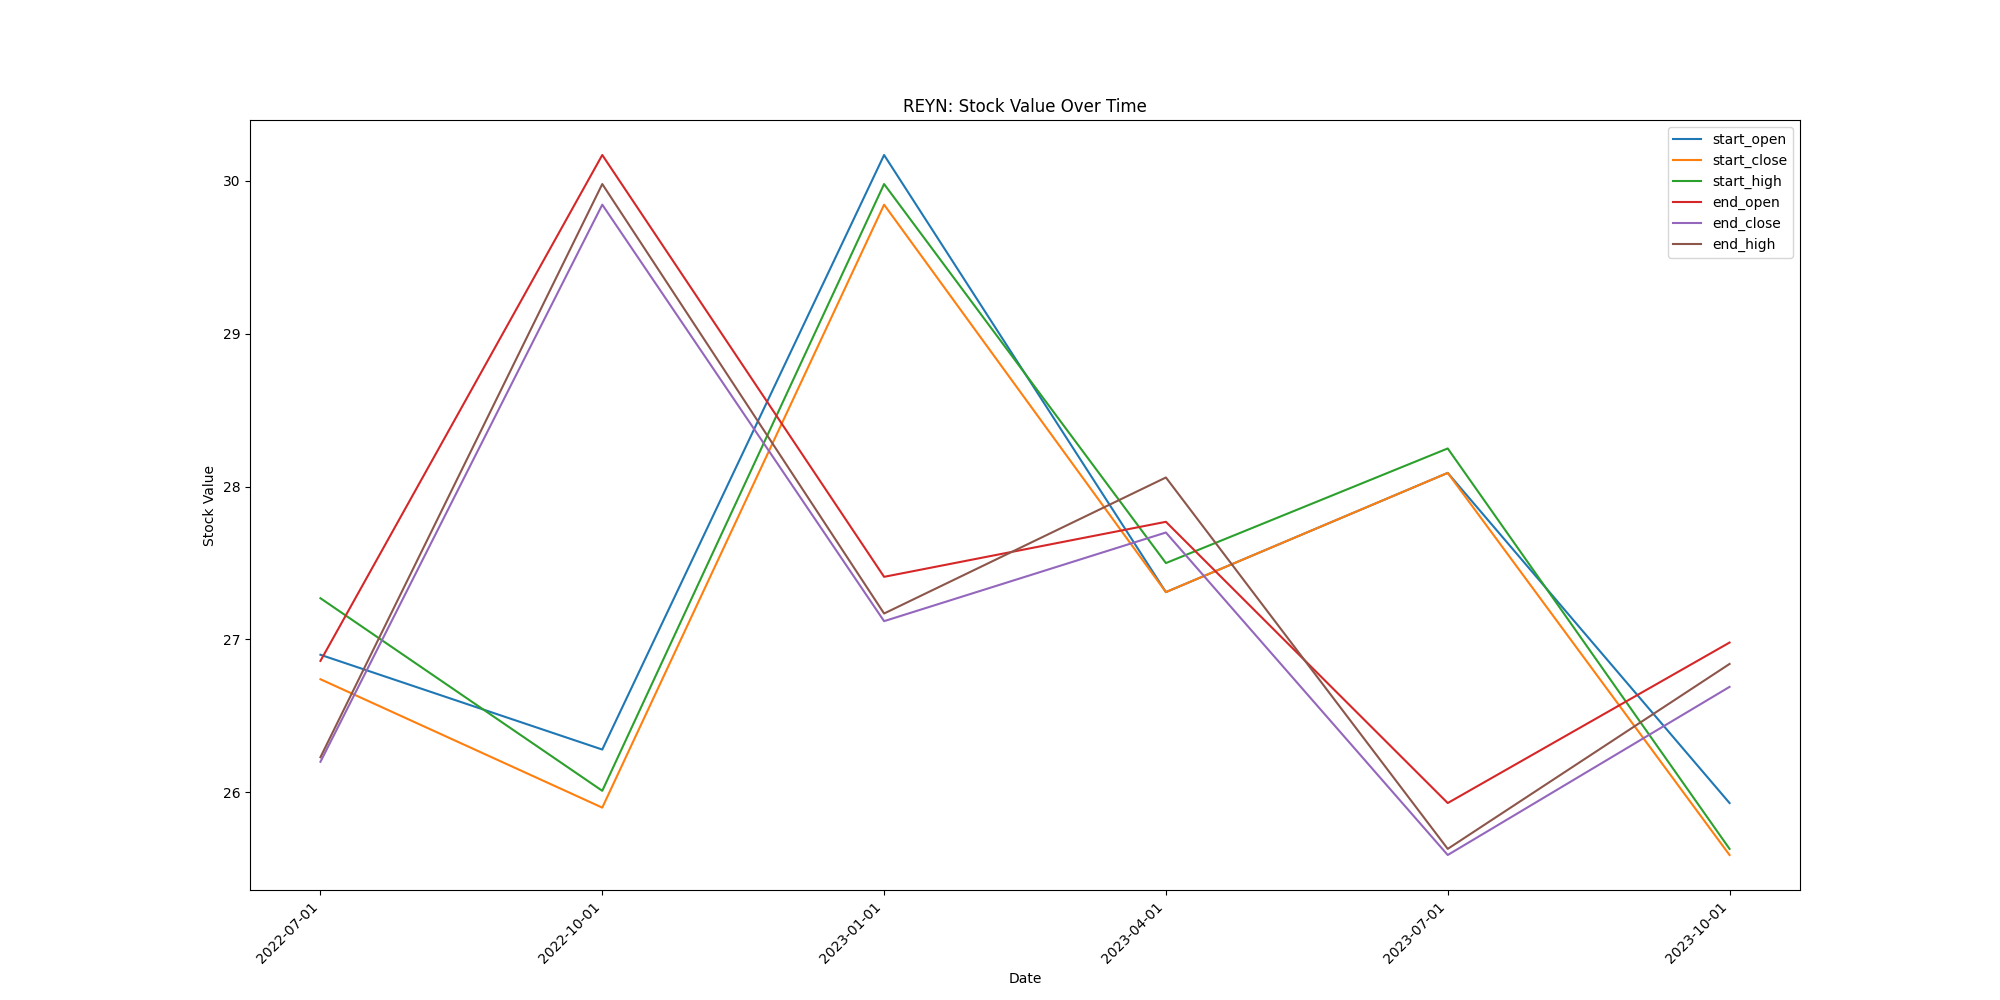 REYN: Stock Value Over Time
start_open
start_close
start_high
end_open
end_close
end_high
Stock Value
30
29
28
27
26
2022-07-01
2022-10-01
2023-01-01
2023-04-01
2023-07-01
2023-10-01
Date